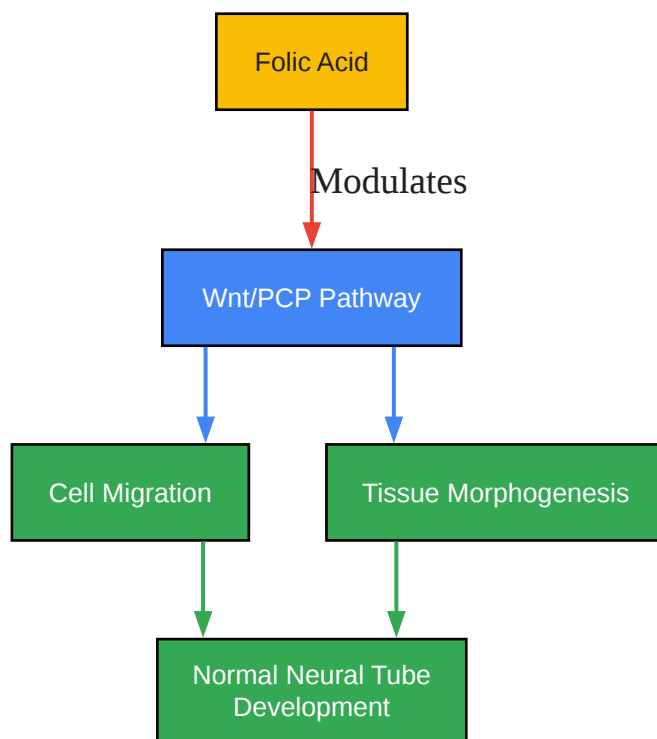 Folic Acid
Modulates
Wnt/PCP Pathway
Cell Migration
Tissue Morphogenesis
Normal Neural Tube
Development